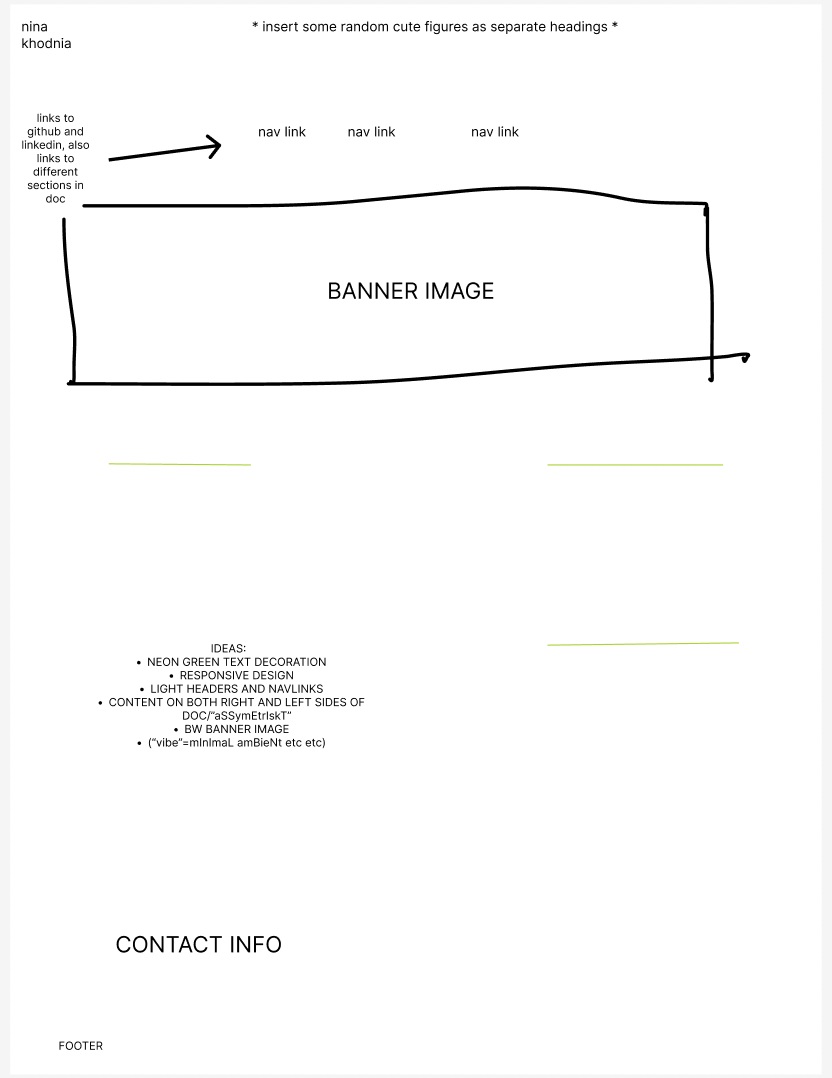 nina
khodnia
* insert some random cute figures as separate headings *
links to
github and
linkedin, also
links to
different
sections in
doc
nav link
nav link
nav link
BANNER IMAGE
IDEAS:
• NEON GREEN TEXT DECORATION
• RESPONSIVE DESIGN
• LIGHT HEADERS AND NAVLINKS
• CONTENT ON BOTH RIGHT AND LEFT SIDES OF
DOC/“aSSymEtrIskT”
• BW BANNER IMAGE
• (“vibe”=mInImaL amBieNt etc etc)
CONTACT INFO
FOOTER